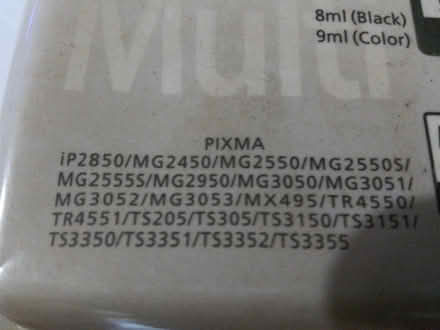 Multi
8ml (Black)
9ml (Color)
PIXMA
iP2850/MG2450/MG2550/MG2550S/
MG2555S/MG2950/MG3050/MG3051/
MG3052/MG3053/MX495/TR4550/
TR4551/TS205/TS305/TS3150/TS3151/
TS3350/TS3351/TS3352/TS3355